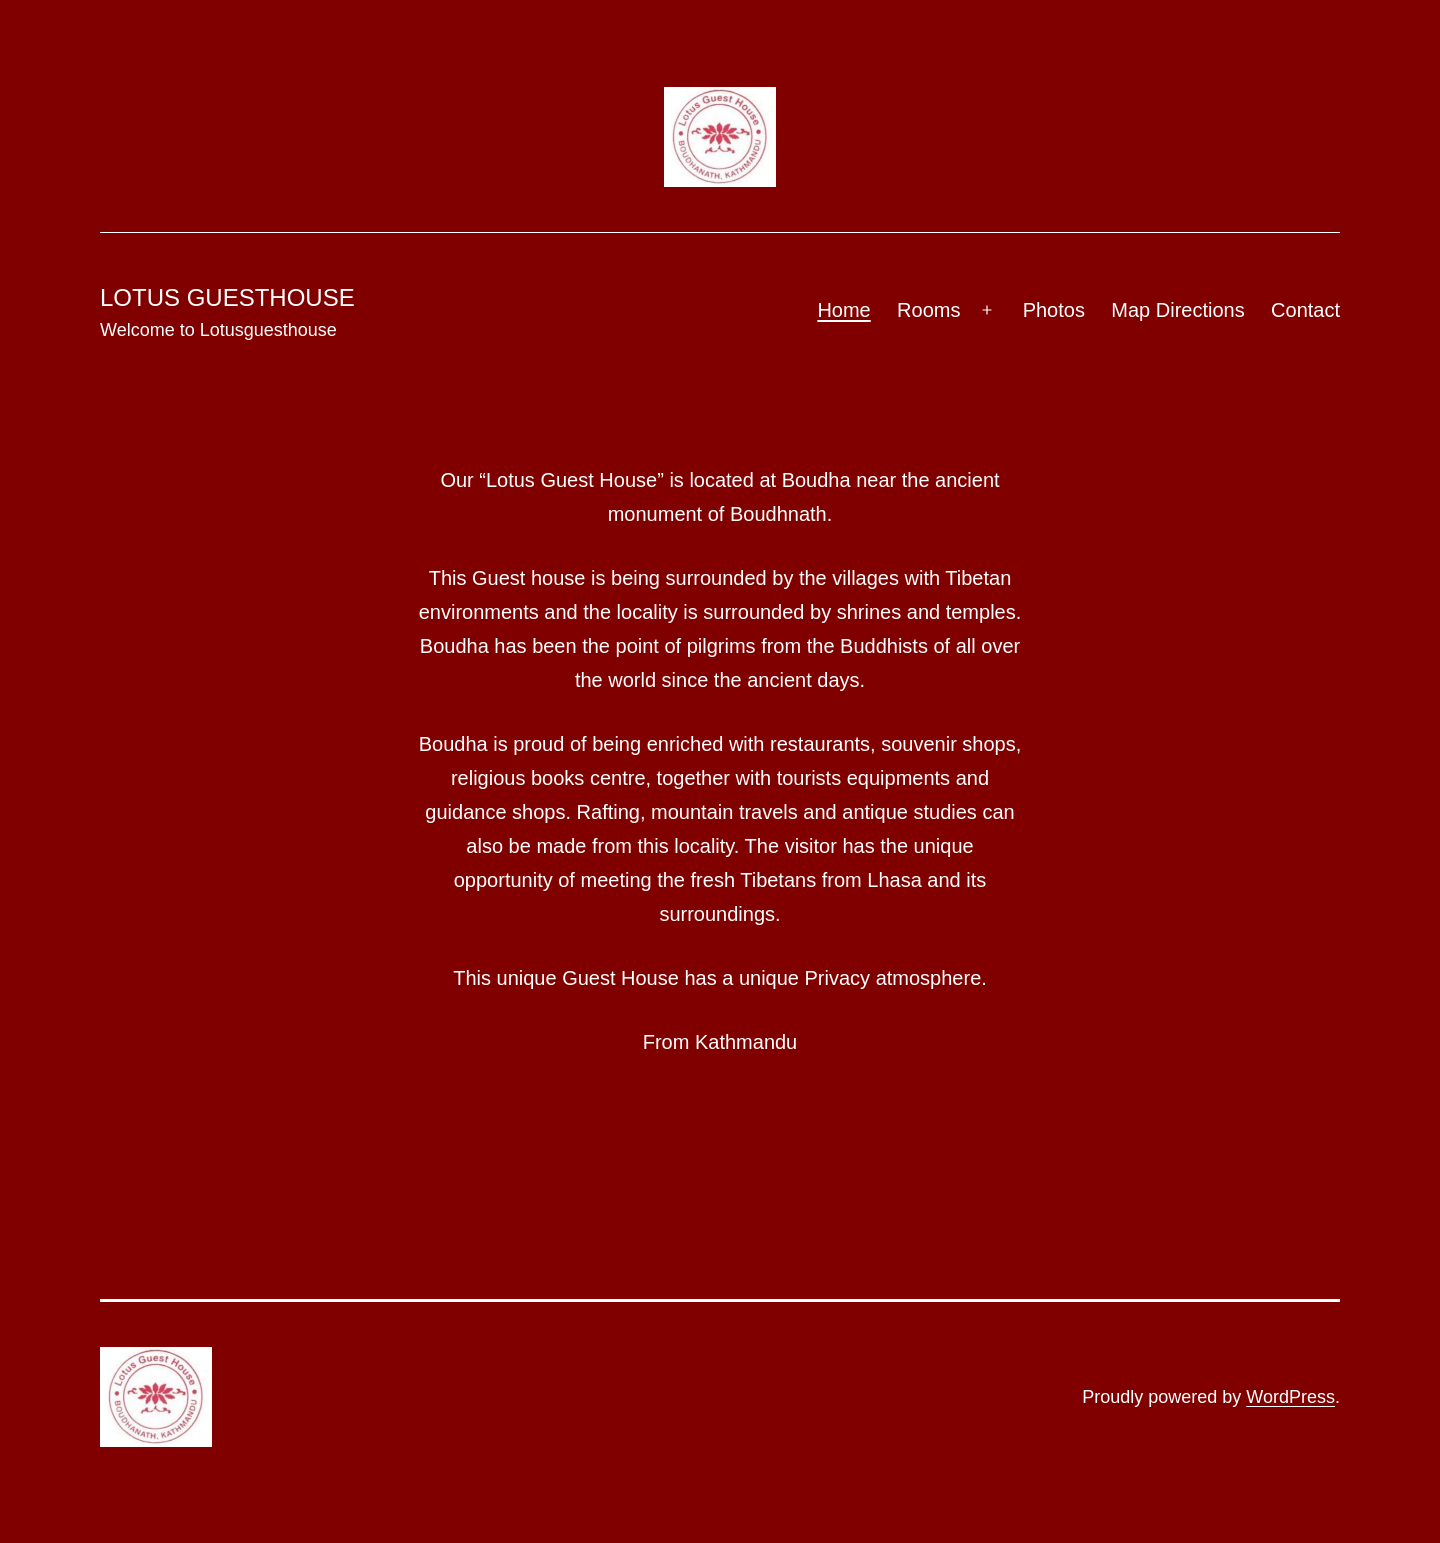 Lotus Guest House
BOUDHANATH, KATHMANDU
LOTUS GUESTHOUSE
Welcome to Lotusguesthouse
Home Rooms + Photos Map Directions Contact
Our “Lotus Guest House” is located at Boudha near the ancient
monument of Boudhnath.
This Guest house is being surrounded by the villages with Tibetan
environments and the locality is surrounded by shrines and temples.
Boudha has been the point of pilgrims from the Buddhists of all over
the world since the ancient days.
Boudha is proud of being enriched with restaurants, souvenir shops,
religious books centre, together with tourists equipments and
guidance shops. Rafting, mountain travels and antique studies can
also be made from this locality. The visitor has the unique
opportunity of meeting the fresh Tibetans from Lhasa and its
surroundings.
This unique Guest House has a unique Privacy atmosphere.
From Kathmandu
Lotus Guest House
BOUDHANATH, KATHMANDU
Proudly powered by WordPress.